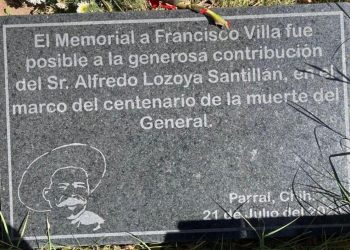 El Memorial a Francisco Villa fue
posible a la generosa contribución
del Sr. Alfredo Lozoya Santillán, en el
marco del centenario de la muerte del
General.
Parral, Chih.
21 de Julio del